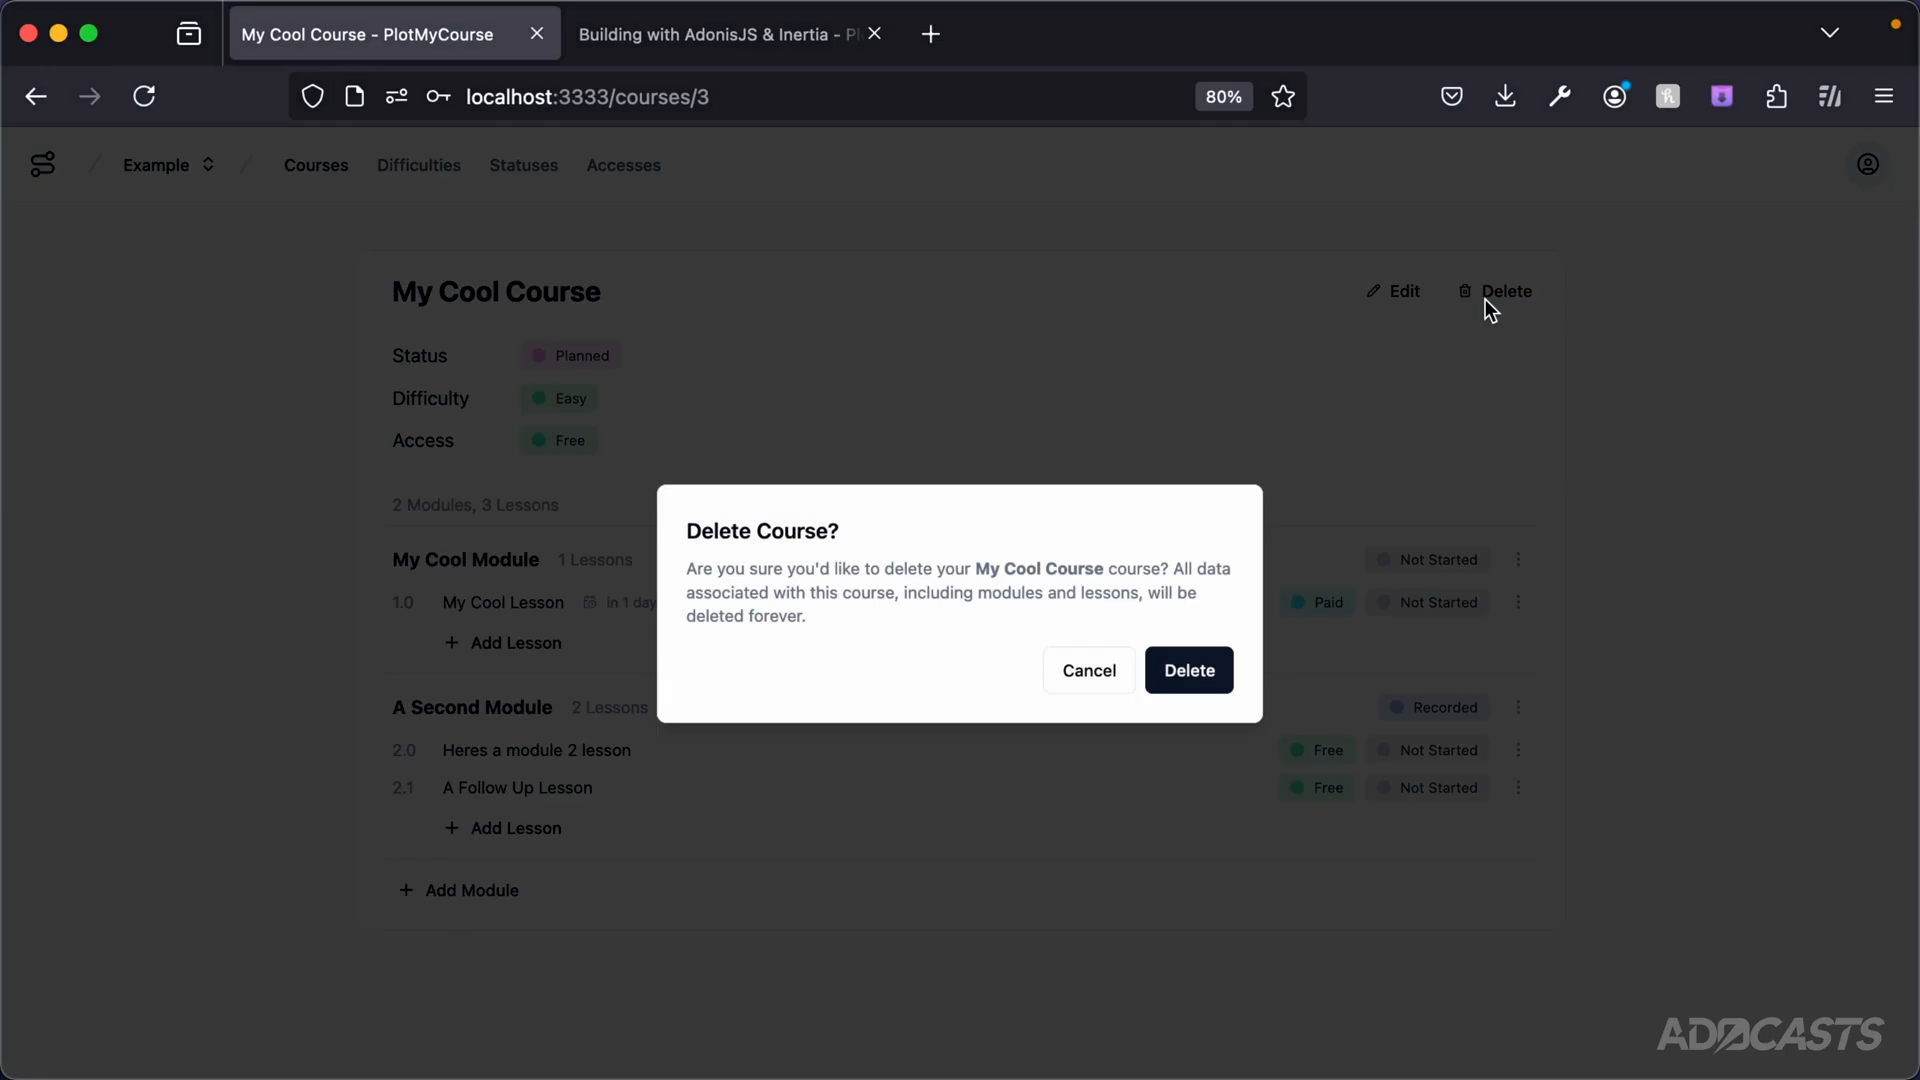 My Cool Course - PlotMyCourse
Building with AdonisJS & Inertia - Pl
localhost:3333/courses/3
80%
Example
Courses
Difficulties
Statuses
Accesses
My Cool Course
Edit
Delete
Status
Planned
Difficulty
Easy
Access
Free
2 Modules, 3 Lessons
Delete Course?
Are you sure you'd like to delete your My Cool Course course? All data
associated with this course, including modules and lessons, will be
deleted forever.
Cancel
Delete
My Cool Module
1 Lessons
Not Started
1.0
My Cool Lesson
in 1 day
Paid
Not Started
+ Add Lesson
A Second Module
2 Lessons
Recorded
2.0
Heres a module 2 lesson
Free
Not Started
2.1
A Follow Up Lesson
Free
Not Started
+ Add Lesson
+ Add Module
ADOCASTS